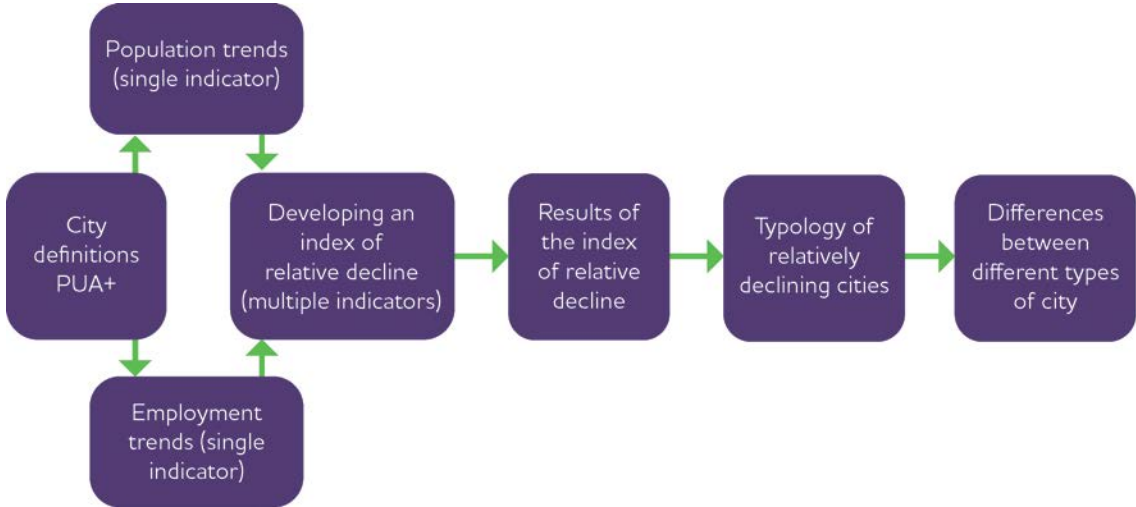 Population trends
(single indicator)
City
definitions
PUA+
Developing an
index of
relative decline
(multiple indicators)
Results of
the index
of relative
decline
Typology of
relatively
declining cities
Differences
between
different types
of city
Employment
trends (single
indicator)